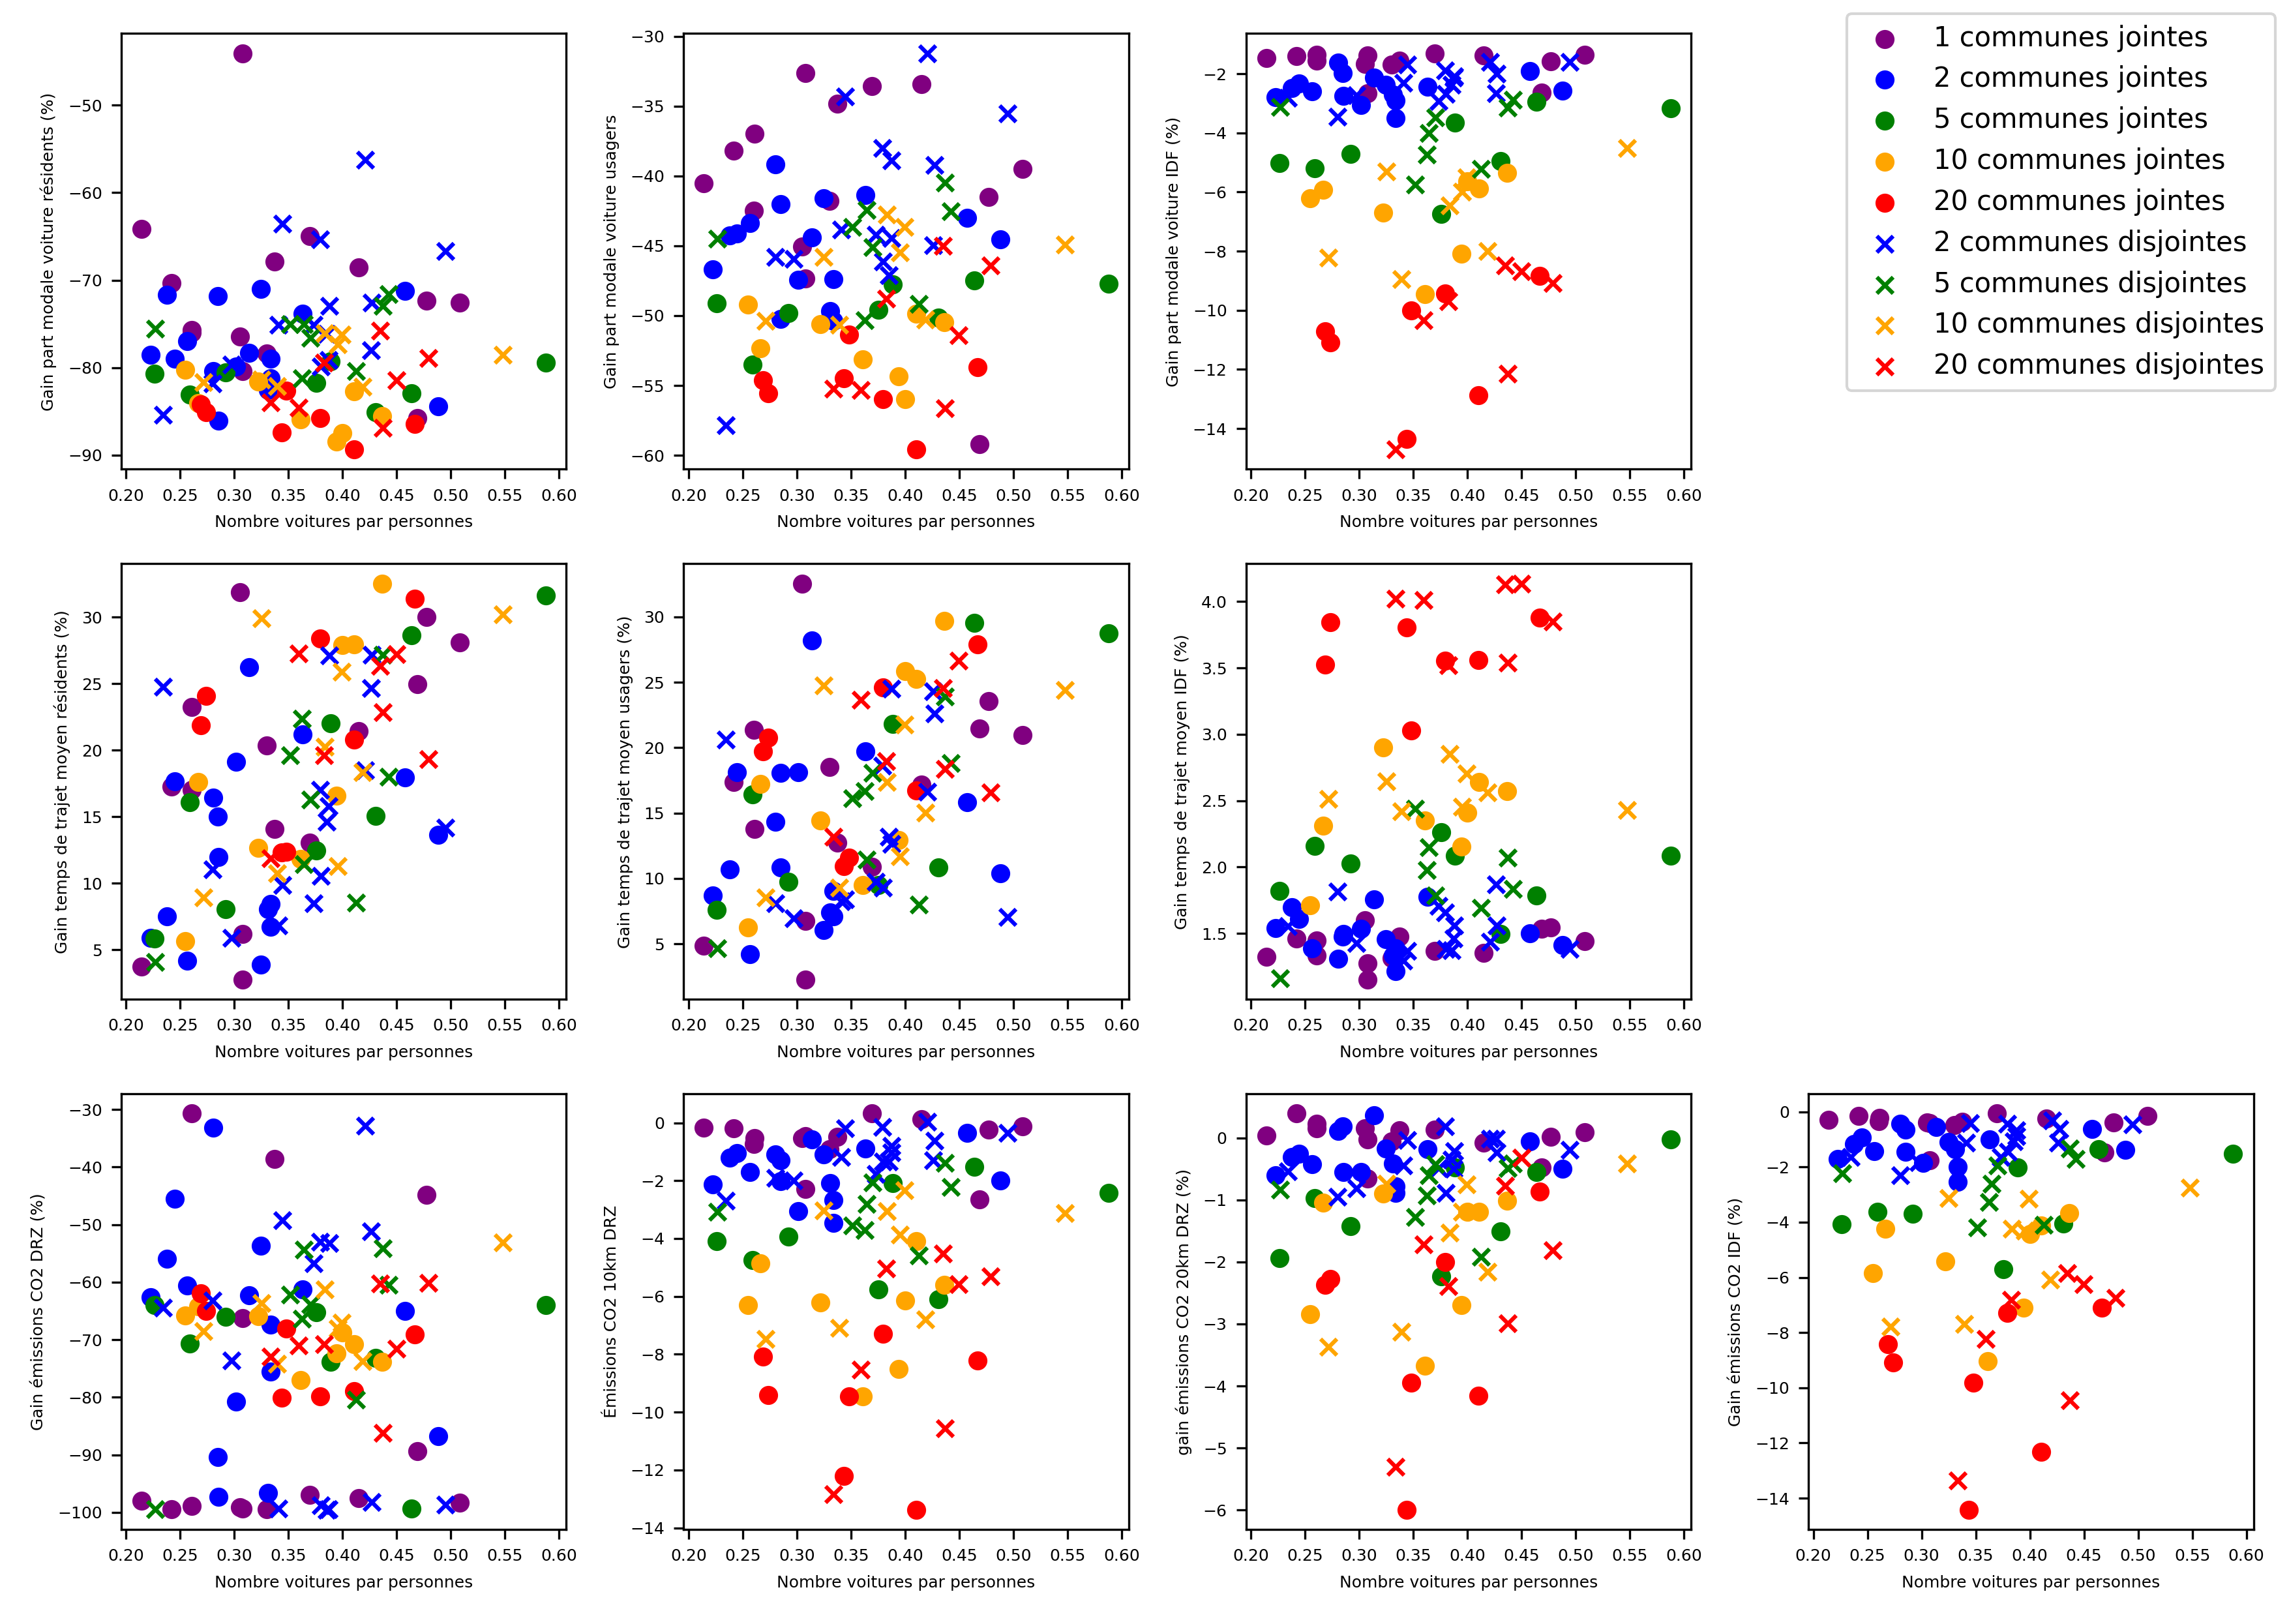 1 communes jointes
2 communes jointes
5 communes jointes
10 communes jointes
20 communes jointes
2 communes disjointes
5 communes disjointes
10 communes disjointes
20 communes disjointes
Gain part modale voiture résidents (%)
−50
−60
−70
−80
−90
0.20 0.25 0.30 0.35 0.40 0.45 0.50 0.55 0.60
Nombre voitures par personnes
Gain part modale voiture usagers
−30
−35
−40
−45
−50
−55
−60
0.20 0.25 0.30 0.35 0.40 0.45 0.50 0.55 0.60
Nombre voitures par personnes
Gain part modale voiture IDF (%)
−2
−4
−6
−8
−10
−12
−14
0.20 0.25 0.30 0.35 0.40 0.45 0.50 0.55 0.60
Nombre voitures par personnes
Gain temps de trajet moyen résidents (%)
30
25
20
15
10
5
0.20 0.25 0.30 0.35 0.40 0.45 0.50 0.55 0.60
Nombre voitures par personnes
Gain temps de trajet moyen usagers (%)
30
25
20
15
10
5
0.20 0.25 0.30 0.35 0.40 0.45 0.50 0.55 0.60
Nombre voitures par personnes
Gain temps de trajet moyen IDF (%)
4.0
3.5
3.0
2.5
2.0
1.5
0.20 0.25 0.30 0.35 0.40 0.45 0.50 0.55 0.60
Nombre voitures par personnes
Gain émissions CO2 DRZ (%)
−30
−40
−50
−60
−70
−80
−90
−100
0.20 0.25 0.30 0.35 0.40 0.45 0.50 0.55 0.60
Nombre voitures par personnes
Émissions CO2 10km DRZ
0
−2
−4
−6
−8
−10
−12
−14
0.20 0.25 0.30 0.35 0.40 0.45 0.50 0.55 0.60
Nombre voitures par personnes
gain émissions CO2 20km DRZ (%)
0
−1
−2
−3
−4
−5
−6
0.20 0.25 0.30 0.35 0.40 0.45 0.50 0.55 0.60
Nombre voitures par personnes
Gain émissions CO2 IDF (%)
0
−2
−4
−6
−8
−10
−12
−14
0.20 0.25 0.30 0.35 0.40 0.45 0.50 0.55 0.60
Nombre voitures par personnes